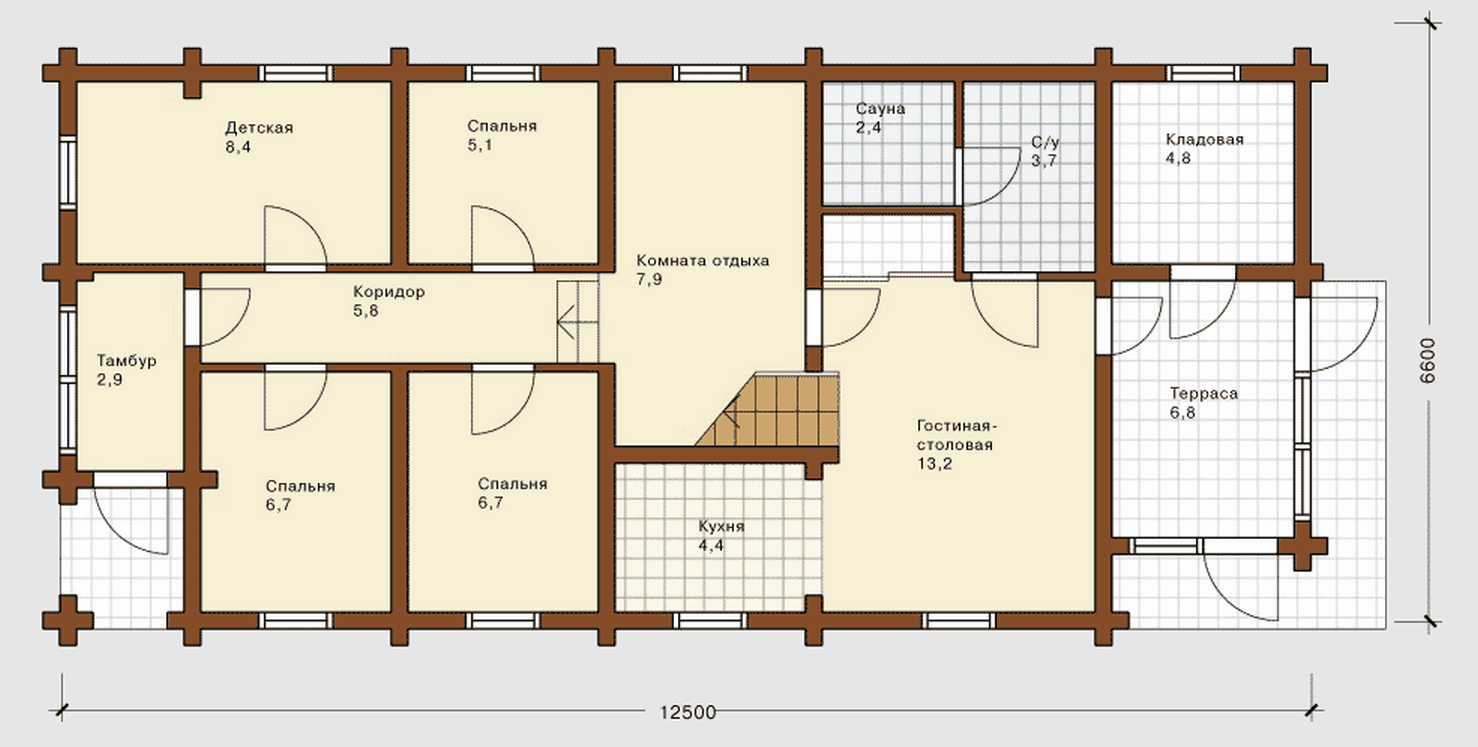 Детская
8,4
Спальня
5,1
Сауна
2,4
С/у
3,7
Кладовая
4,8
Комната отдыха
7,9
Коридор
5,8
Тамбур
2,9
Терраса
6,8
Гостиная-
столовая
13,2
Спальня
6,7
Спальня
6,7
Кухня
4,4
6600
12500